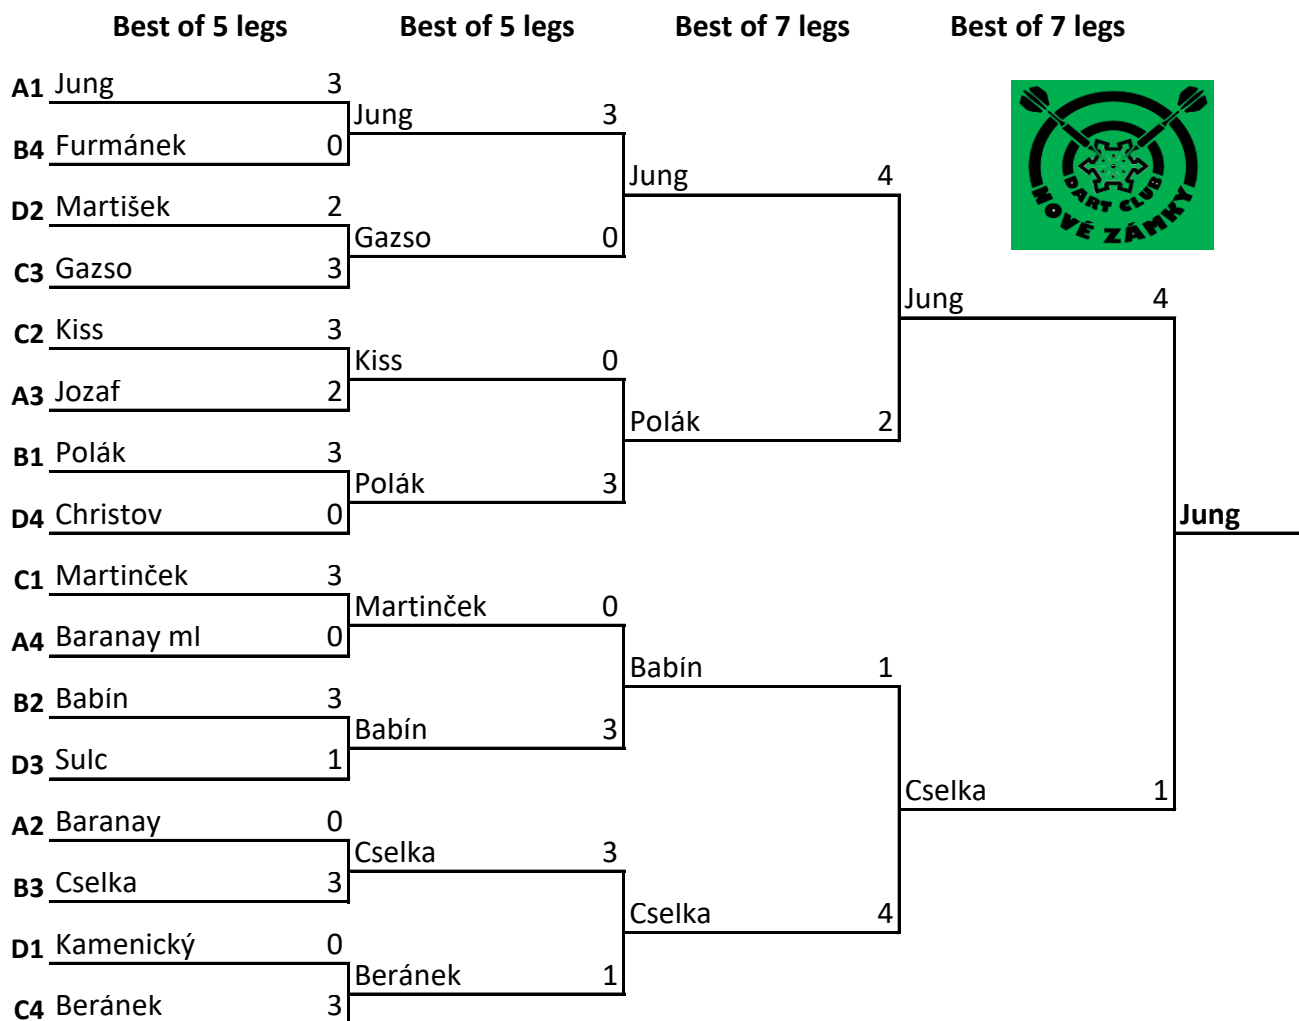 Best of 5 legs Best of 5 legs Best of 7 legs Best of 7 legs
A1 Jung 3
Jung 3
B4 Furmánek 0
Jung 4
D2 Martišek 2
Gazso 0
C3 Gazso 3
Jung 4
C2 Kiss 3
Kiss 0
A3 Jozaf 2
Polák 2
B1 Polák 3
Polák 3
D4 Christov 0
Jung
C1 Martinček 3
Martinček 0
A4 Baranay ml 0
Babín 1
B2 Babín 3
Babín 3
D3 Sulc 1
Cselka 1
A2 Baranay 0
Cselka 3
B3 Cselka 3
Cselka 4
D1 Kamenický 0
Beránek 1
C4 Beránek 3
DART CLUB
NOVÉ ZÁMKY